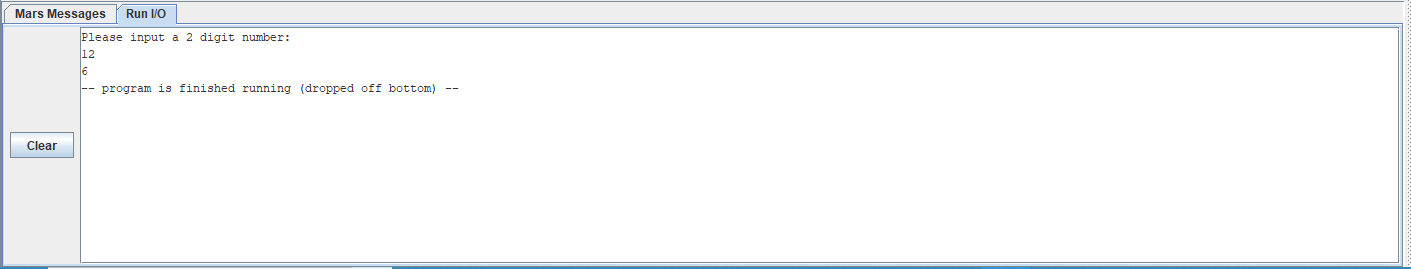 Mars Messages Run I/O
Please input a 2 digit number:
12
6
-- program is finished running (dropped off bottom) --
Clear